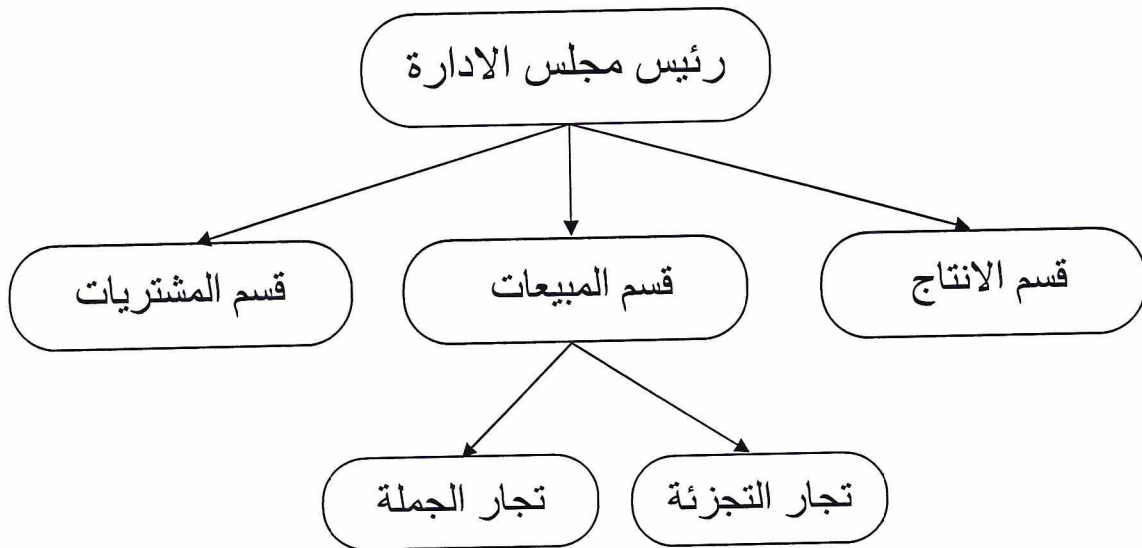 رئيس مجلس الادارة
قسم الانتاج
قسم المبيعات
قسم المشتريات
تجار التجزئة
تجار الجملة